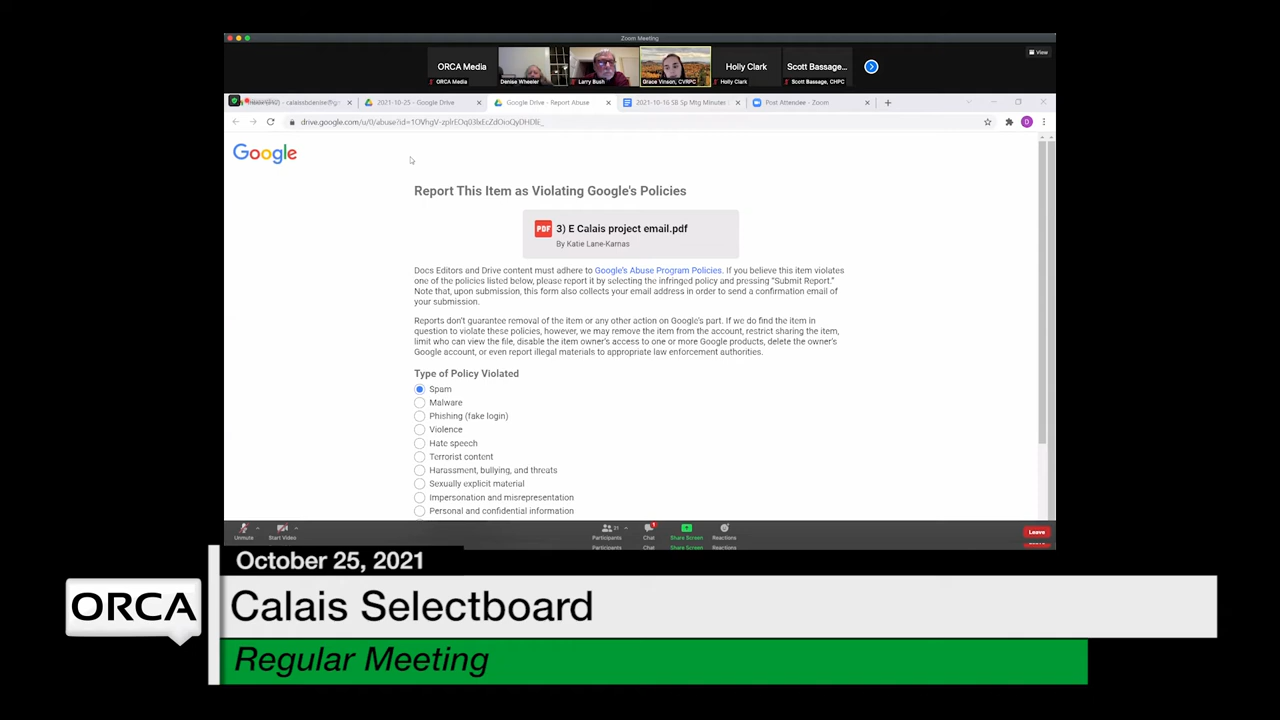 Zoom Meeting
ORCA Media
Holly Clark
Scott Bassage...
View
ORCA Media
Denise Wheeler
Larry Bush
Grace Vinson, CVRPC
Holly Clark
Scott Bassage, CHPC
2021-10-25 - Google Drive
Google Drive - Report Abuse
2021-10-16 SB Sp Mtg Minutes
Post Attendee - Zoom
Google
Report This Item as Violating Google's Policies
PDF
3) E Calais project email.pdf
By Katie Lane-Karnas
Docs Editors and Drive content must adhere to Google's Abuse Program Policies. If you believe this item violates
one of the policies listed below, please report it by selecting the infringed policy and pressing "Submit Report."
Note that, upon submission, this form also collects your email address in order to send a confirmation email of
your submission.
Reports don't guarantee removal of the item or any other action on Google's part. If we do find the item in
question to violate these policies, however, we may remove the item from the account, restrict sharing the item,
limit who can view the file, disable the item owner's access to one or more Google products, delete the owner's
Google account, or even report illegal materials to appropriate law enforcement authorities.
Type of Policy Violated
Spam
Malware
Phishing (fake login)
Violence
Hate speech
Terrorist content
Harassment, bullying, and threats
Sexually explicit material
Impersonation and misrepresentation
Personal and confidential information
Unmute
Start Video
Participants
Chat
Share Screen
Reactions
Leave
Participants
Chat
Share Screen
Reactions
October 25, 2021
ORCA
Calais Selectboard
Regular Meeting